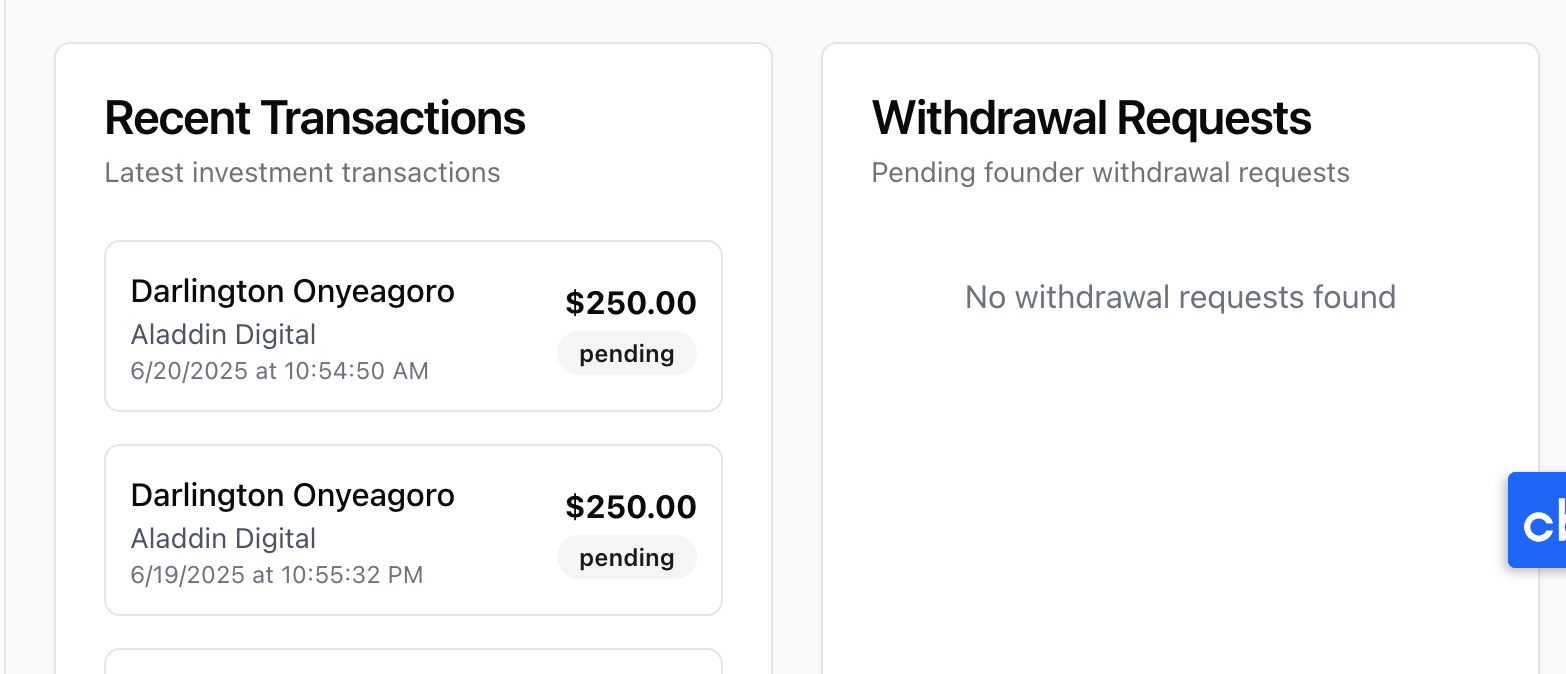 Recent Transactions
Latest investment transactions
Darlington Onyeagoro
$250.00
Aladdin Digital
pending
6/20/2025 at 10:54:50 AM
Darlington Onyeagoro
$250.00
Aladdin Digital
pending
6/19/2025 at 10:55:32 PM
Withdrawal Requests
Pending founder withdrawal requests
No withdrawal requests found